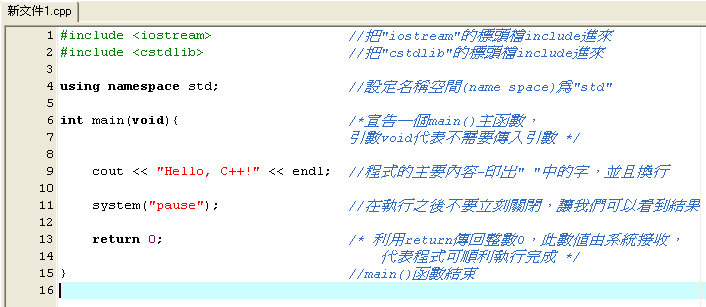 新文件1.cpp
1 #include <iostream> //把"iostream"的標頭檔include進來
2 #include <cstdlib> //把"cstdlib"的標頭檔include進來
3
4 using namespace std; //設定名稱空間(name space)為"std"
5
6 int main(void){ /*宣告一個main()主函數，
7 引數void代表不需要傳入引數 */
8
9 cout << "Hello, C++!" << endl; //程式的主要內容-印出" "中的字，並且換行
10
11 system("pause"); //在執行之後不要立刻關閉，讓我們可以看到結果
12
13 return 0; /* 利用return傳回整數0，此數值由系統接收，
14 代表程式可順利執行完成 */
15 } //main()函數結束
16